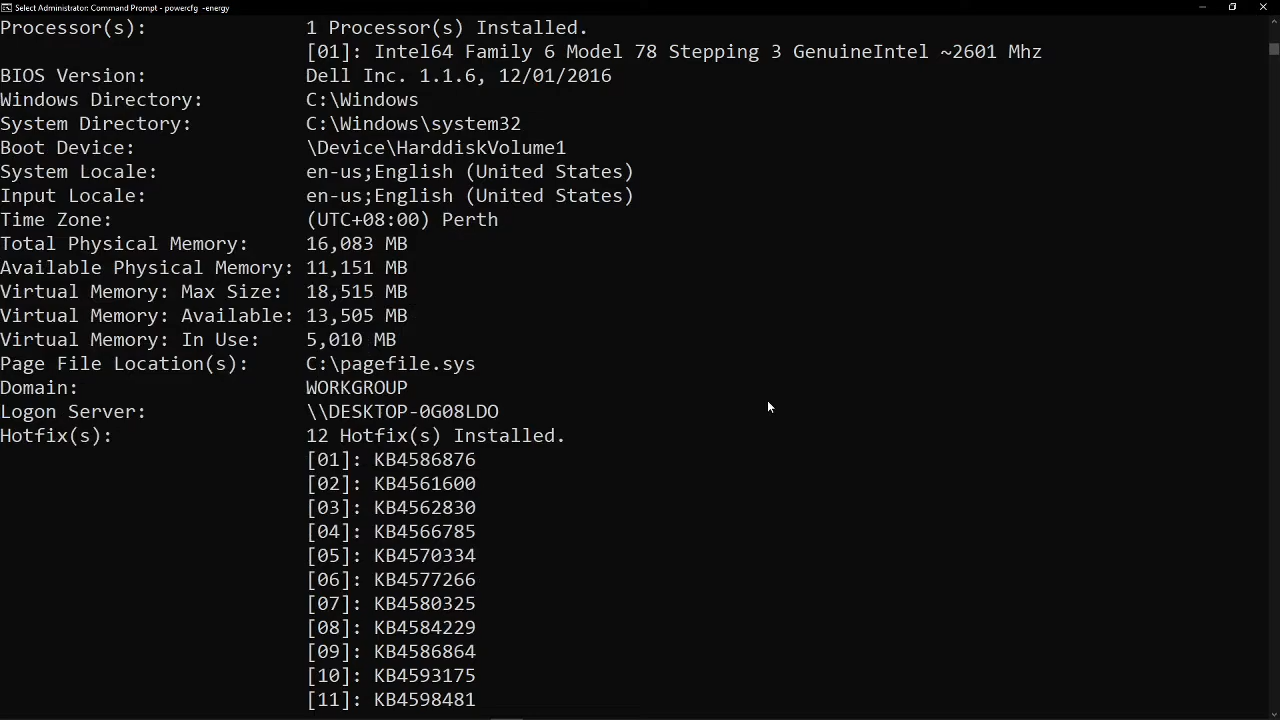 Select Administrator: Command Prompt - powercfg -energy
Processor(s): 1 Processor(s) Installed.
[01]: Intel64 Family 6 Model 78 Stepping 3 GenuineIntel ~2601 Mhz
BIOS Version: Dell Inc. 1.1.6, 12/01/2016
Windows Directory: C:\Windows
System Directory: C:\Windows\system32
Boot Device: \Device\HarddiskVolume1
System Locale: en-us;English (United States)
Input Locale: en-us;English (United States)
Time Zone: (UTC+08:00) Perth
Total Physical Memory: 16,083 MB
Available Physical Memory: 11,151 MB
Virtual Memory: Max Size: 18,515 MB
Virtual Memory: Available: 13,505 MB
Virtual Memory: In Use: 5,010 MB
Page File Location(s): C:\pagefile.sys
Domain: WORKGROUP
Logon Server: \\DESKTOP-0G08LDO
Hotfix(s): 12 Hotfix(s) Installed.
[01]: KB4586876
[02]: KB4561600
[03]: KB4562830
[04]: KB4566785
[05]: KB4570334
[06]: KB4577266
[07]: KB4580325
[08]: KB4584229
[09]: KB4586864
[10]: KB4593175
[11]: KB4598481